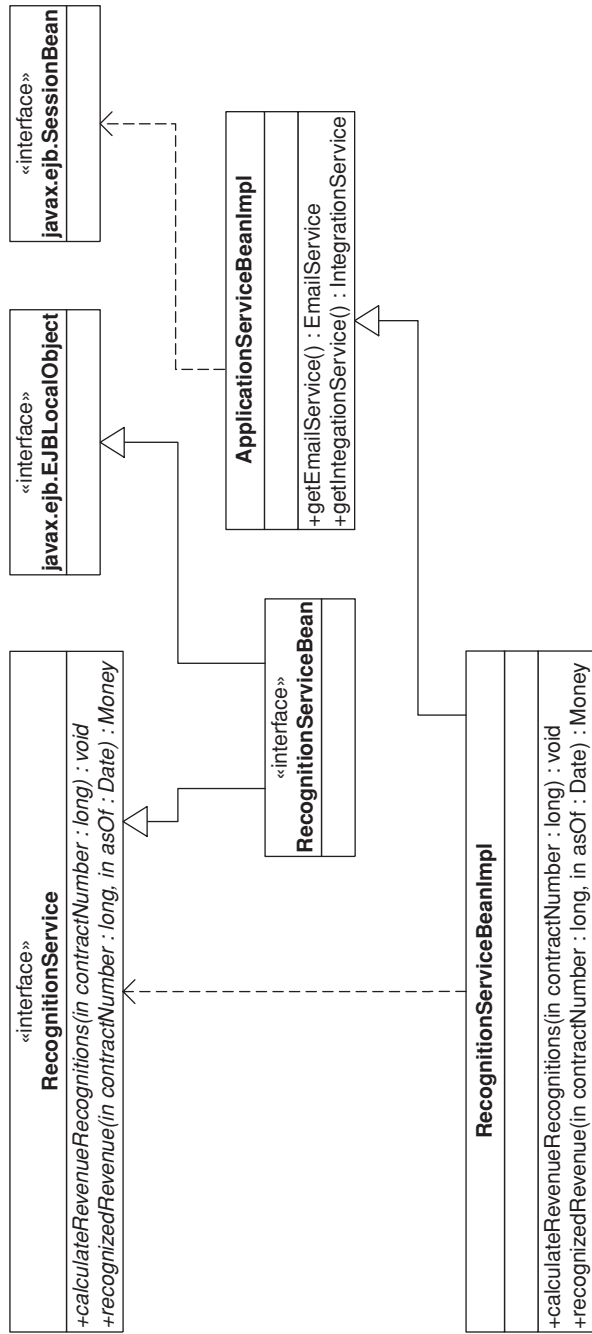 «interface»
RecognitionService
+calculateRevenueRecognitions(in contractNumber : long) : void
+recognizedRevenue(in contractNumber : long, in asOf : Date) : Money
«interface»
javax.ejb.EJBLocalObject
«interface»
javax.ejb.SessionBean
«interface»
RecognitionServiceBean
ApplicationServiceBeanImpl
+getEmailService() : EmailService
+getIntegationService() : IntegrationService
RecognitionServiceBeanImpl
+calculateRevenueRecognitions(in contractNumber : long) : void
+recognizedRevenue(in contractNumber : long, in asOf : Date) : Money